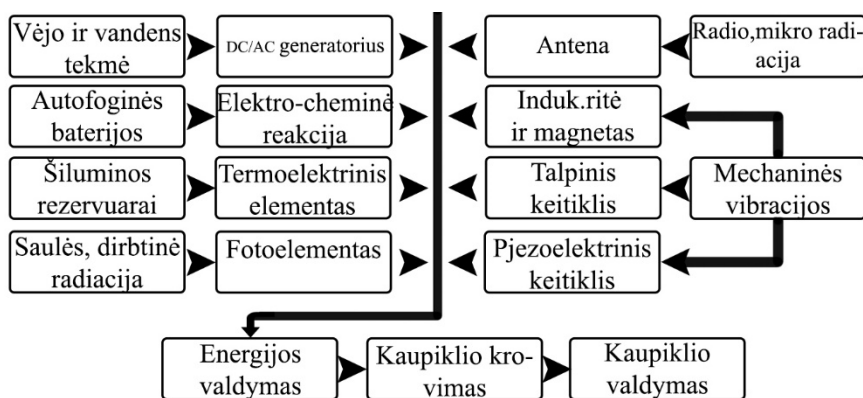 Vėjo ir vandens
tekmė
DC/AC generatorius
Antena
Radio,mikro radi-
acija
Autofoginės
baterijos
Elektro-cheminė
reakcija
Induk.ritė
ir magnetas
Šiluminos
rezervuarai
Termoelektrinis
elementas
Talpinis
keitiklis
Mechaninės
vibracijos
Saulės, dirbtinė
radiacija
Fotoelementas
Pjezoelektrinis
keitiklis
Energijos
valdymas
Kaupiklio kro-
vimas
Kaupiklio
valdymas